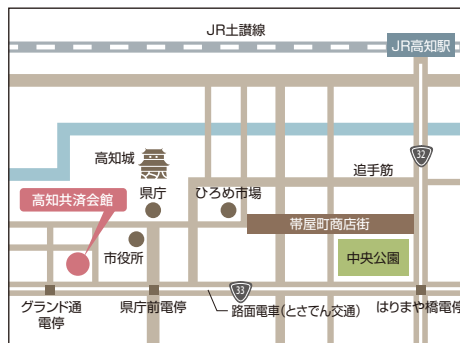 JR土讃線
JR高知駅
32
高知城
追手筋
高知共済会館
県庁
ひろめ市場
帯屋町商店街
市役所
中央公園
33
グランド通
電停
県庁前電停
路面電車(とさでん交通)
はりまや橋電停